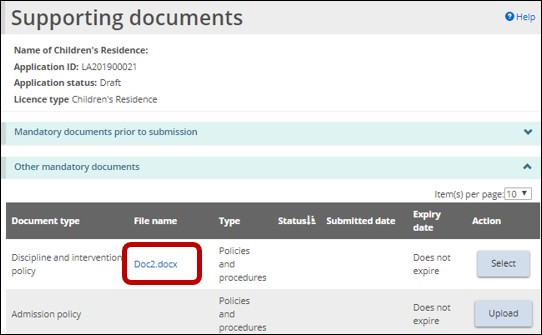 Supporting documents
Help
Name of Children's Residence:
Application ID: LA201900021
Application status: Draft
Licence type Children's Residence
Mandatory documents prior to submission
Other mandatory documents
Item(s) per page: 10
Document type File name Type Status Submitted date Expiry date Action
Discipline and intervention policy Doc2.docx Policies and procedures Does not expire Select
Admission policy Policies and procedures Does not expire Upload